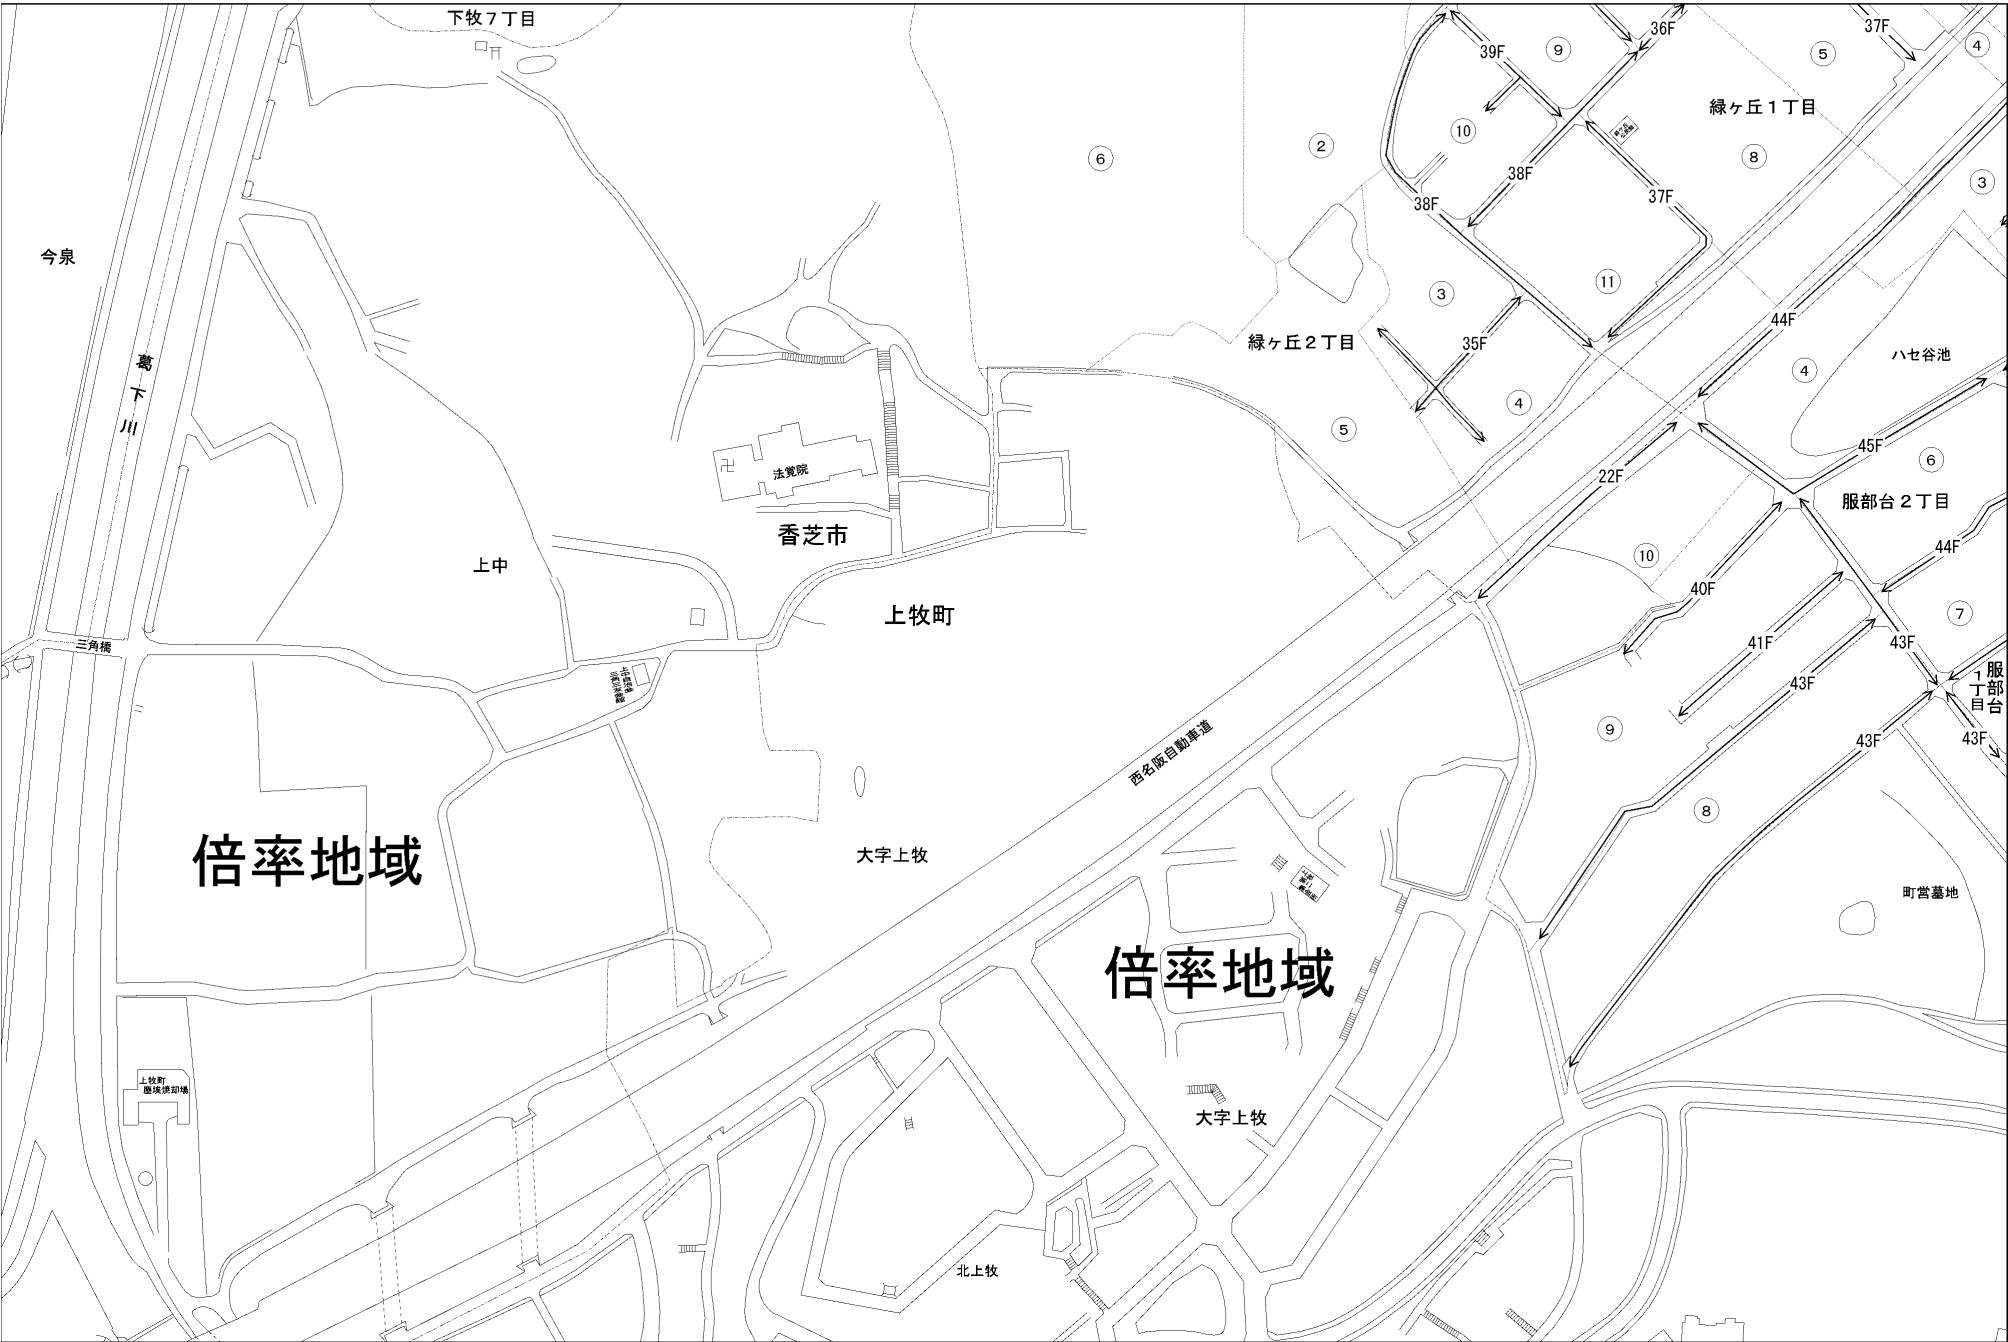 下牧７丁目
36F
37F
39F
⑨
⑤
④
緑ヶ丘１丁目
⑩
②
⑥
⑧
38F
37F
③
38F
今泉
⑪
③
44F
緑ヶ丘２丁目
35F
ハセ谷池
④
葛下川
④
⑤
45F
⑥
法覚院
22F
服部台２丁目
香芝市
44F
⑩
上中
40F
上牧町
⑦
三角橋
41F
43F
服部台１丁目
43F
⑨
43F
43F
西名阪自動車道
⑧
倍率地域
大字上牧
町営墓地
倍率地域
上牧町
塵埃焼却場
大字上牧
北上牧